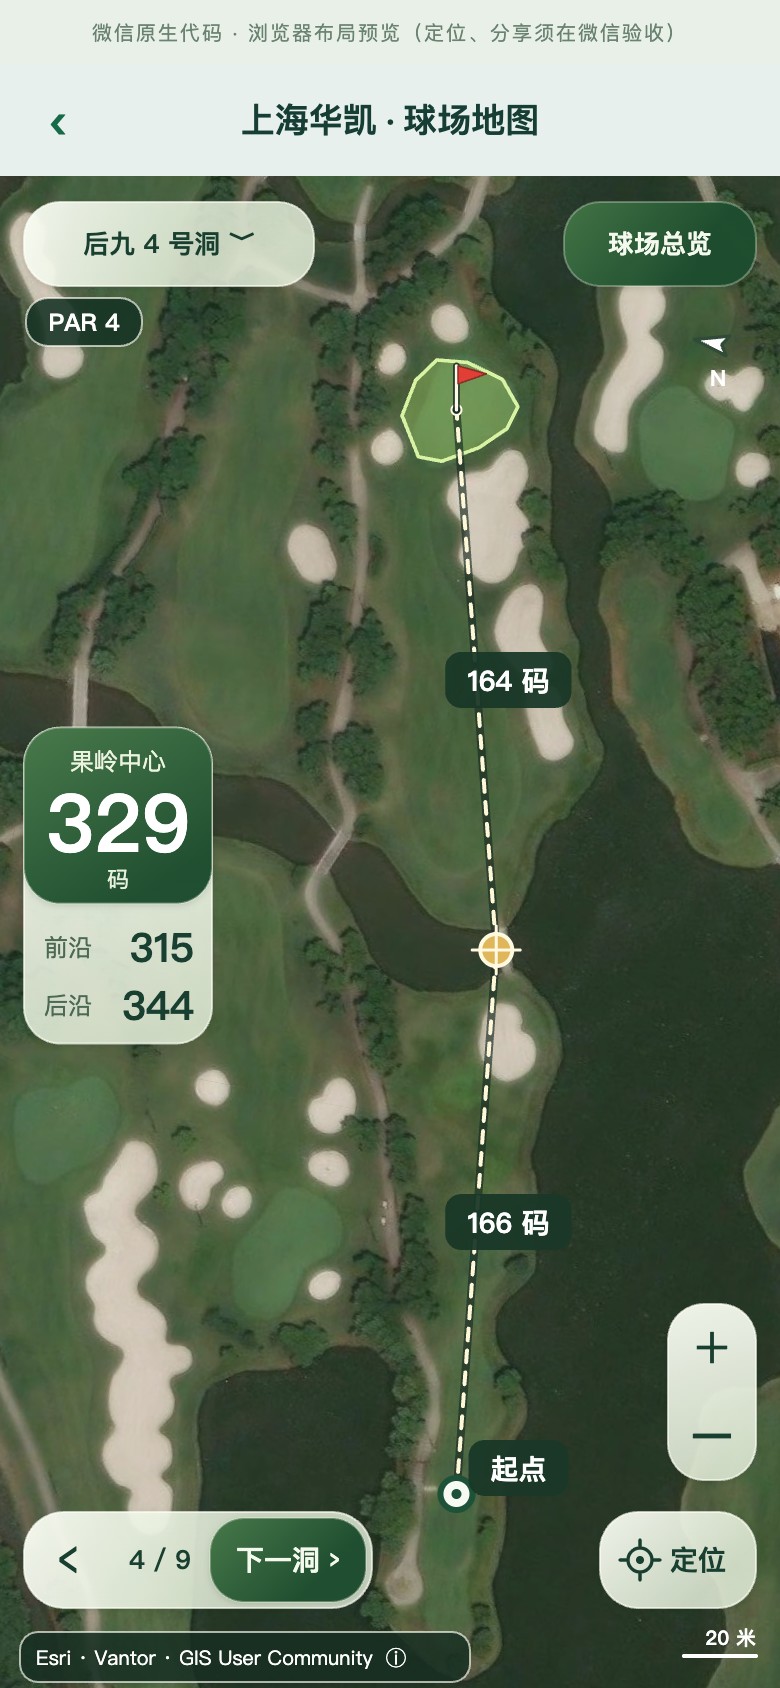 微信原生代码 · 浏览器布局预览（定位、分享须在微信验收）
‹ 上海华凯 · 球场地图
后九 4 号洞
球场总览
PAR 4
N
164 码
果岭中心
329
码
前沿 315
后沿 344
166 码
+
—
起点
< 4 / 9 下一洞 ›
定位
20 米
Esri · Vantor · GIS User Community ⓘ